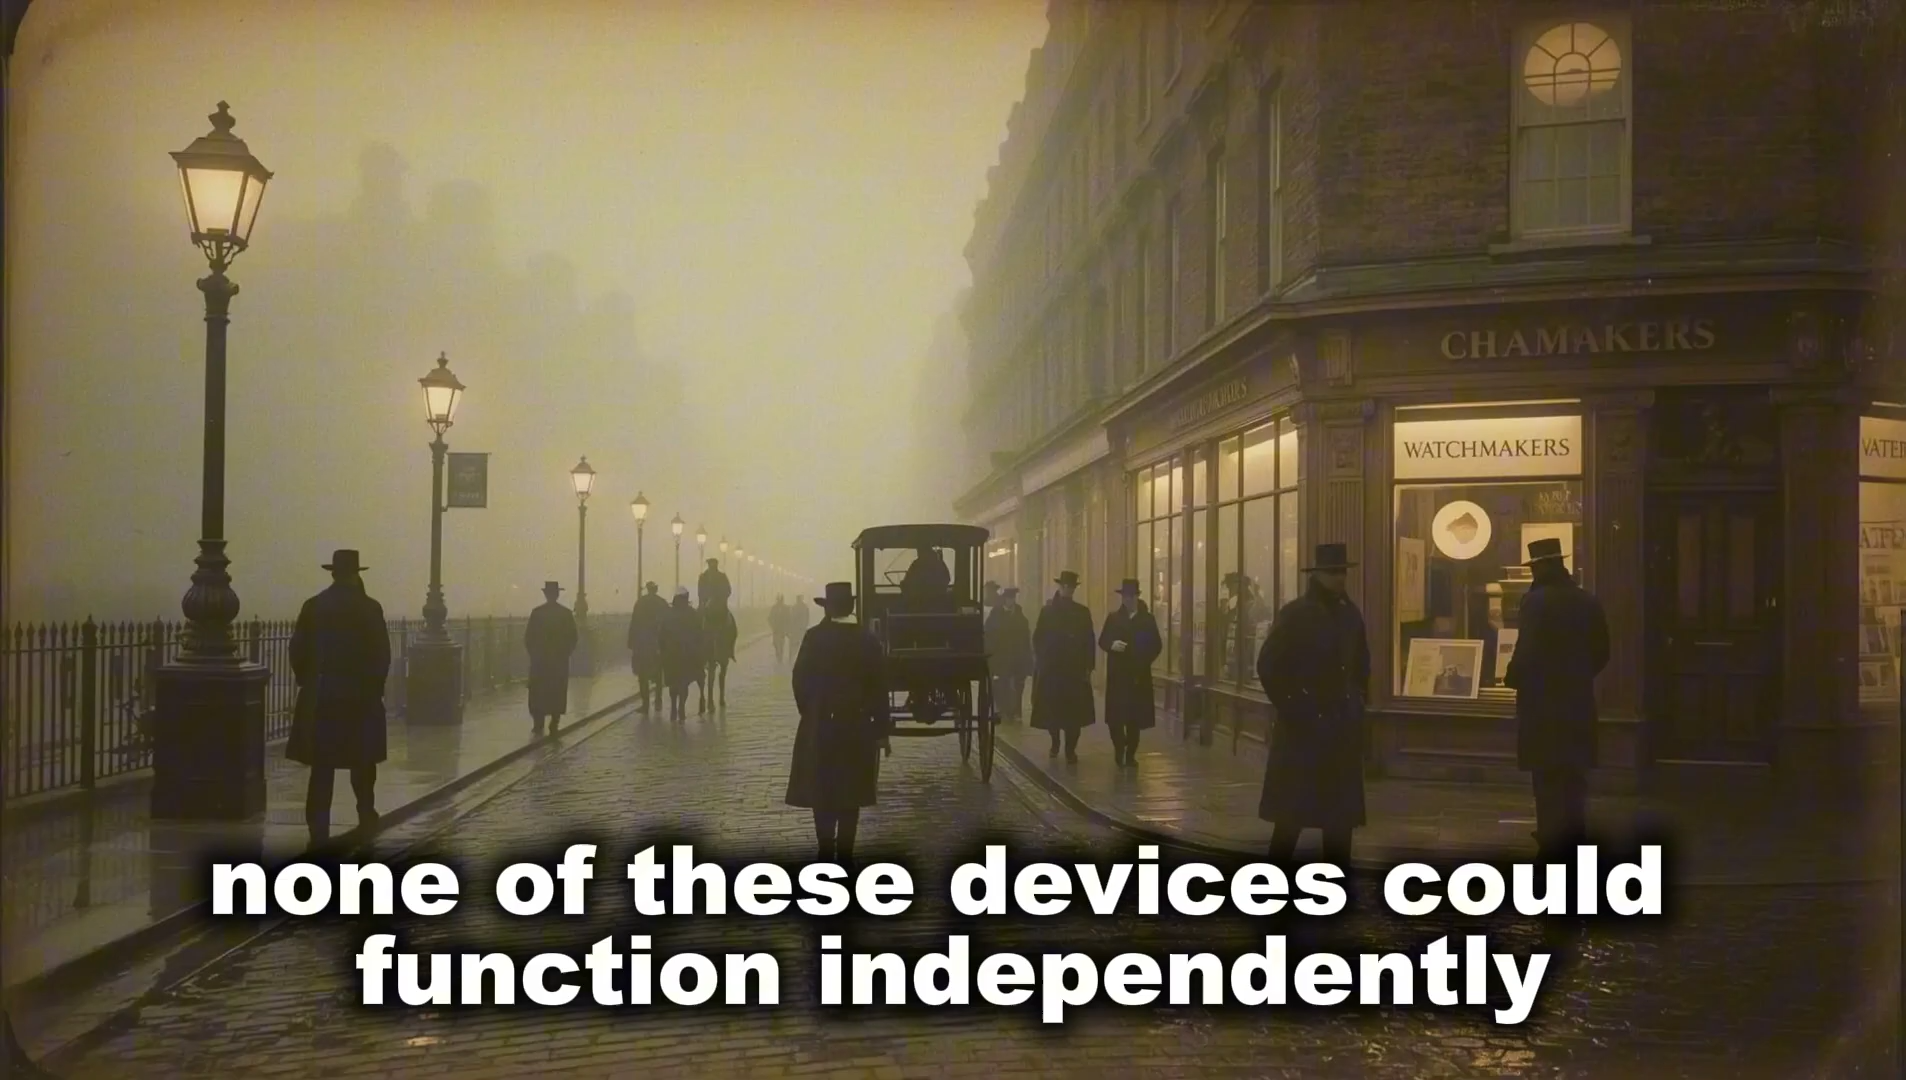 CHAMAKERS
WATCHMAKERS
none of these devices could
function independently